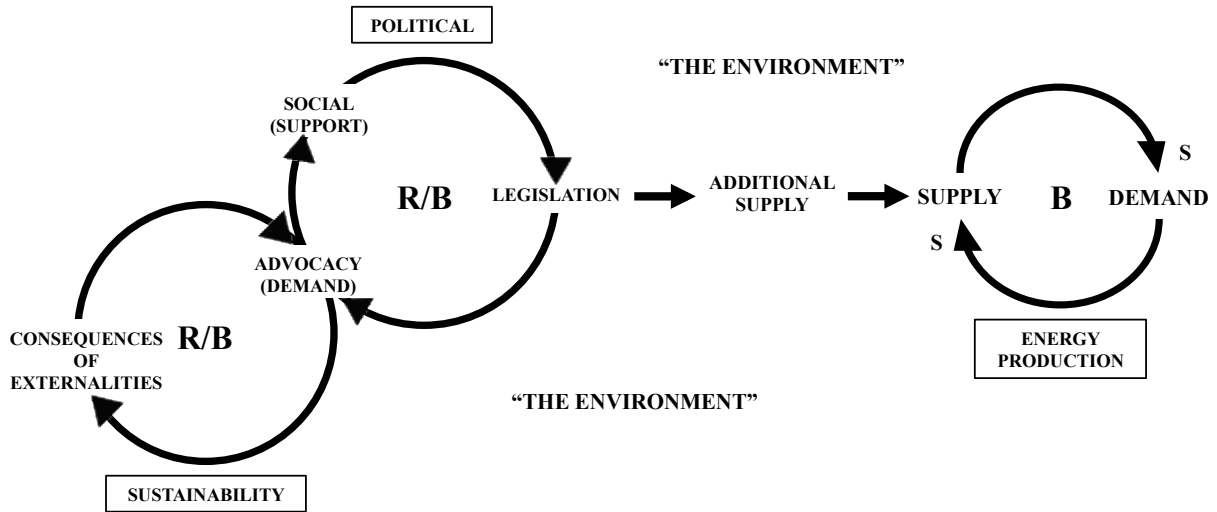 POLITICAL
“THE ENVIRONMENT”
SOCIAL
(SUPPORT)
S
R/B
LEGISLATION
ADDITIONAL
SUPPLY
SUPPLY
B
DEMAND
S
ADVOCACY
(DEMAND)
CONSEQUENCES
OF
EXTERNALITIES
R/B
ENERGY
PRODUCTION
“THE ENVIRONMENT”
SUSTAINABILITY